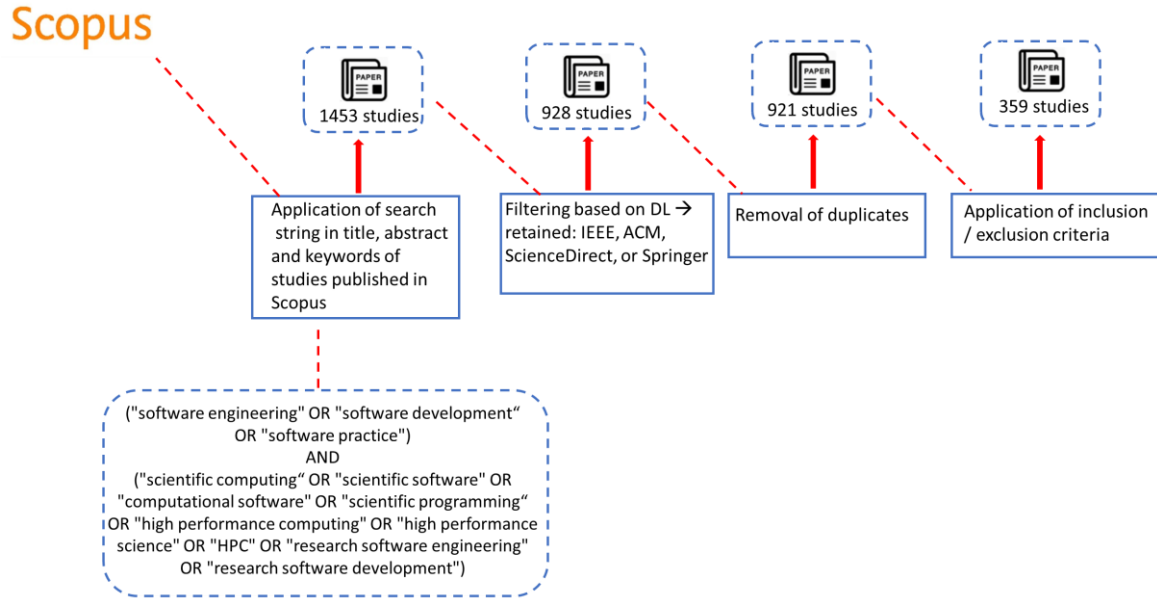 Scopus
PAPER
1453 studies
PAPER
928 studies
PAPER
921 studies
PAPER
359 studies
Application of search
string in title, abstract
and keywords of
studies published in
Scopus
Filtering based on DL →
retained: IEEE, ACM,
ScienceDirect, or Springer
Removal of duplicates
Application of inclusion
/ exclusion criteria
("software engineering" OR "software development“
OR "software practice")
AND
("scientific computing“ OR "scientific software" OR
"computational software" OR "scientific programming“
OR "high performance computing" OR "high performance
science" OR "HPC" OR "research software engineering"
OR "research software development")